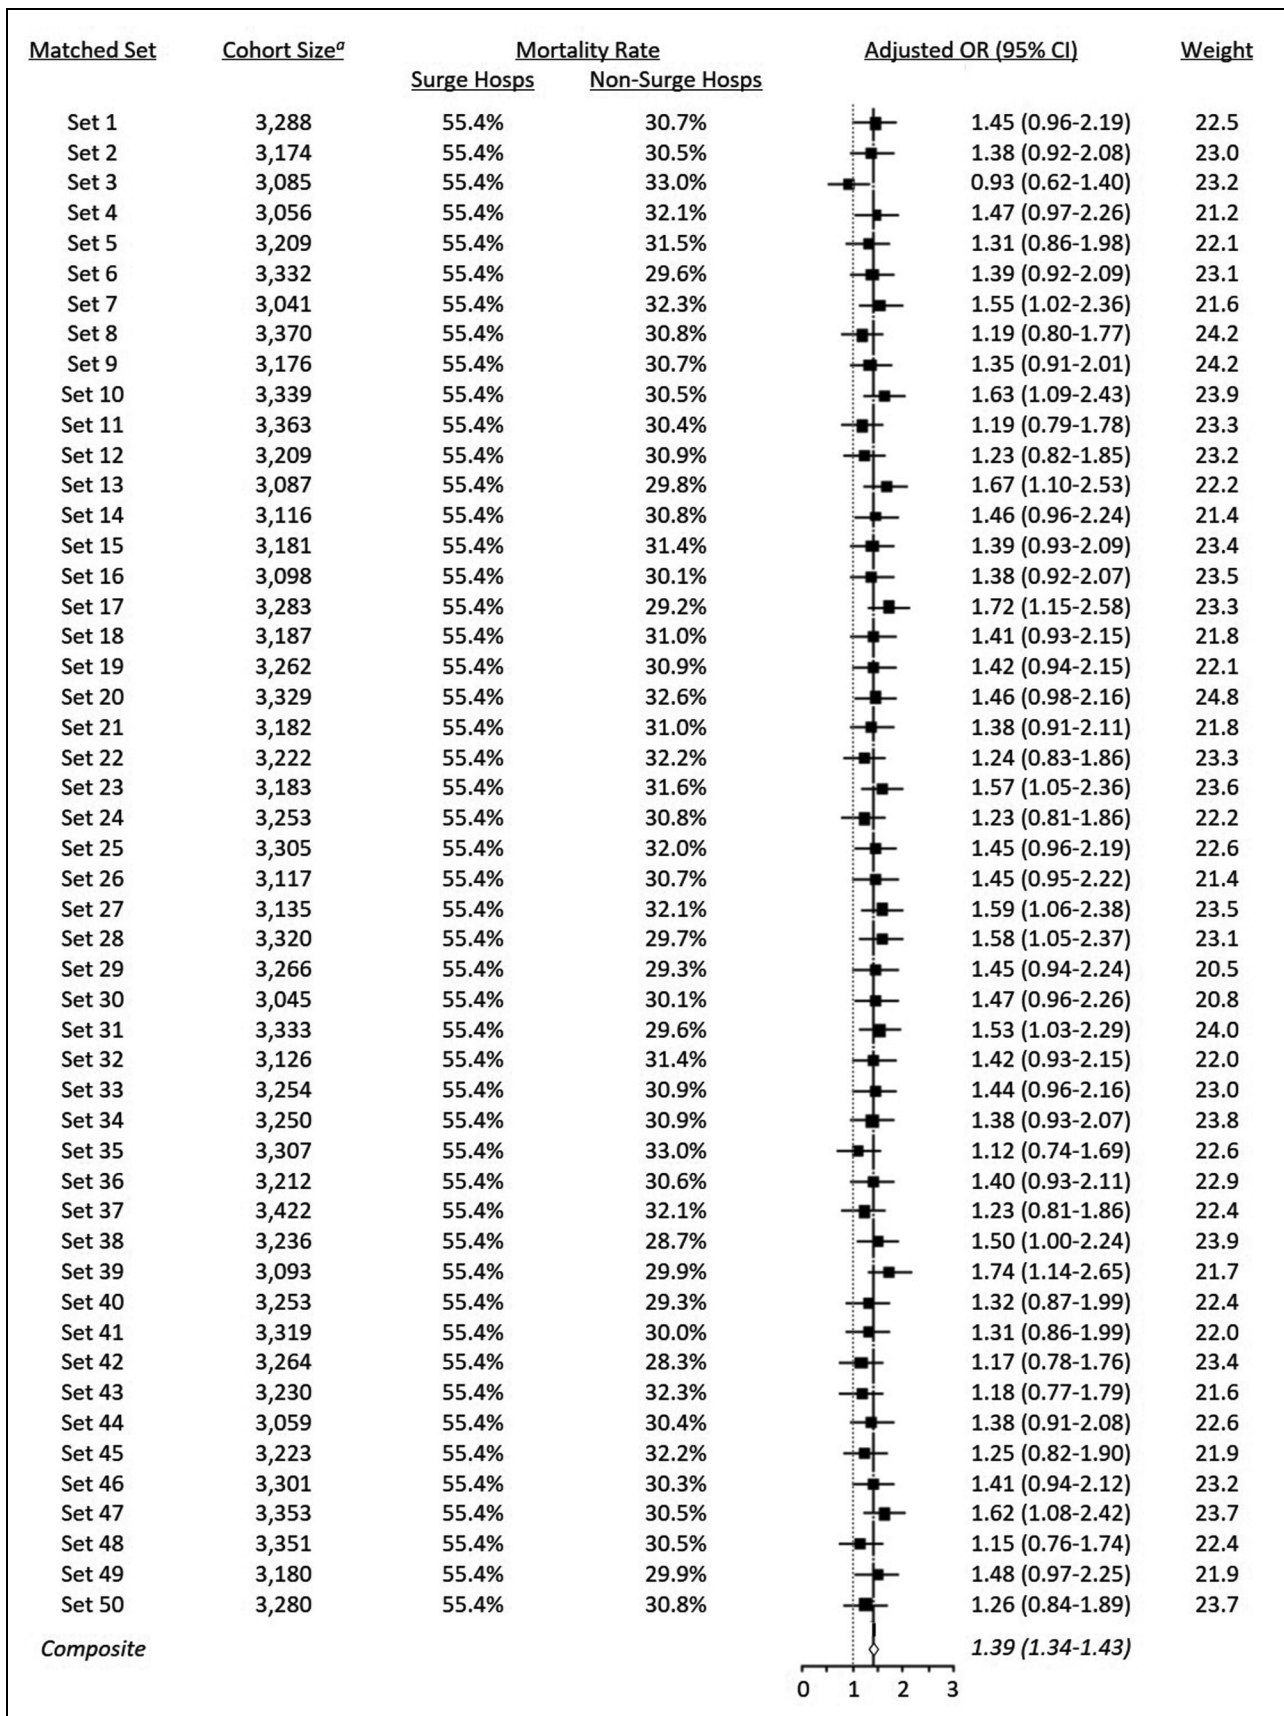 Matched Set Cohort Sizeᵃ Mortality Rate Adjusted OR (95% CI) Weight
Surge Hosps Non-Surge Hosps
Set 1 3,288 55.4% 30.7% 1.45 (0.96-2.19) 22.5
Set 2 3,174 55.4% 30.5% 1.38 (0.92-2.08) 23.0
Set 3 3,085 55.4% 33.0% 0.93 (0.62-1.40) 23.2
Set 4 3,056 55.4% 32.1% 1.47 (0.97-2.26) 21.2
Set 5 3,209 55.4% 31.5% 1.31 (0.86-1.98) 22.1
Set 6 3,332 55.4% 29.6% 1.39 (0.92-2.09) 23.1
Set 7 3,041 55.4% 32.3% 1.55 (1.02-2.36) 21.6
Set 8 3,370 55.4% 30.8% 1.19 (0.80-1.77) 24.2
Set 9 3,176 55.4% 30.7% 1.35 (0.91-2.01) 24.2
Set 10 3,339 55.4% 30.5% 1.63 (1.09-2.43) 23.9
Set 11 3,363 55.4% 30.4% 1.19 (0.79-1.78) 23.3
Set 12 3,209 55.4% 30.9% 1.23 (0.82-1.85) 23.2
Set 13 3,087 55.4% 29.8% 1.67 (1.10-2.53) 22.2
Set 14 3,116 55.4% 30.8% 1.46 (0.96-2.24) 21.4
Set 15 3,181 55.4% 31.4% 1.39 (0.93-2.09) 23.4
Set 16 3,098 55.4% 30.1% 1.38 (0.92-2.07) 23.5
Set 17 3,283 55.4% 29.2% 1.72 (1.15-2.58) 23.3
Set 18 3,187 55.4% 31.0% 1.41 (0.93-2.15) 21.8
Set 19 3,262 55.4% 30.9% 1.42 (0.94-2.15) 22.1
Set 20 3,329 55.4% 32.6% 1.46 (0.98-2.16) 24.8
Set 21 3,182 55.4% 31.0% 1.38 (0.91-2.11) 21.8
Set 22 3,222 55.4% 32.2% 1.24 (0.83-1.86) 23.3
Set 23 3,183 55.4% 31.6% 1.57 (1.05-2.36) 23.6
Set 24 3,253 55.4% 30.8% 1.23 (0.81-1.86) 22.2
Set 25 3,305 55.4% 32.0% 1.45 (0.96-2.19) 22.6
Set 26 3,117 55.4% 30.7% 1.45 (0.95-2.22) 21.4
Set 27 3,135 55.4% 32.1% 1.59 (1.06-2.38) 23.5
Set 28 3,320 55.4% 29.7% 1.58 (1.05-2.37) 23.1
Set 29 3,266 55.4% 29.3% 1.45 (0.94-2.24) 20.5
Set 30 3,045 55.4% 30.1% 1.47 (0.96-2.26) 20.8
Set 31 3,333 55.4% 29.6% 1.53 (1.03-2.29) 24.0
Set 32 3,126 55.4% 31.4% 1.42 (0.93-2.15) 22.0
Set 33 3,254 55.4% 30.9% 1.44 (0.96-2.16) 23.0
Set 34 3,250 55.4% 30.9% 1.38 (0.93-2.07) 23.8
Set 35 3,307 55.4% 33.0% 1.12 (0.74-1.69) 22.6
Set 36 3,212 55.4% 30.6% 1.40 (0.93-2.11) 22.9
Set 37 3,422 55.4% 32.1% 1.23 (0.81-1.86) 22.4
Set 38 3,236 55.4% 28.7% 1.50 (1.00-2.24) 23.9
Set 39 3,093 55.4% 29.9% 1.74 (1.14-2.65) 21.7
Set 40 3,253 55.4% 29.3% 1.32 (0.87-1.99) 22.4
Set 41 3,319 55.4% 30.0% 1.31 (0.86-1.99) 22.0
Set 42 3,264 55.4% 28.3% 1.17 (0.78-1.76) 23.4
Set 43 3,230 55.4% 32.3% 1.18 (0.77-1.79) 21.6
Set 44 3,059 55.4% 30.4% 1.38 (0.91-2.08) 22.6
Set 45 3,223 55.4% 32.2% 1.25 (0.82-1.90) 21.9
Set 46 3,301 55.4% 30.3% 1.41 (0.94-2.12) 23.2
Set 47 3,353 55.4% 30.5% 1.62 (1.08-2.42) 23.7
Set 48 3,351 55.4% 30.5% 1.15 (0.76-1.74) 22.4
Set 49 3,180 55.4% 29.9% 1.48 (0.97-2.25) 21.9
Set 50 3,280 55.4% 30.8% 1.26 (0.84-1.89) 23.7
Composite 1.39 (1.34-1.43)
0 1 2 3